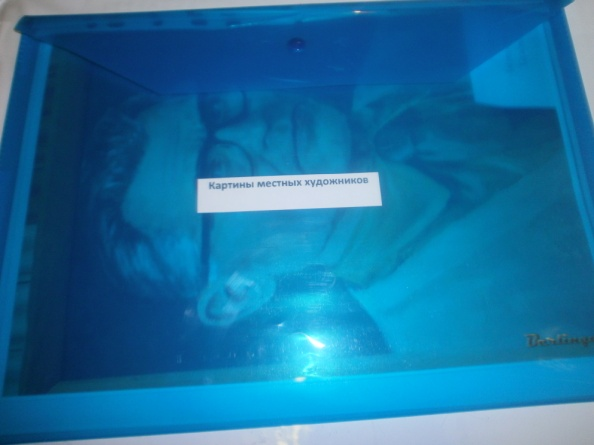 Картины местных художников